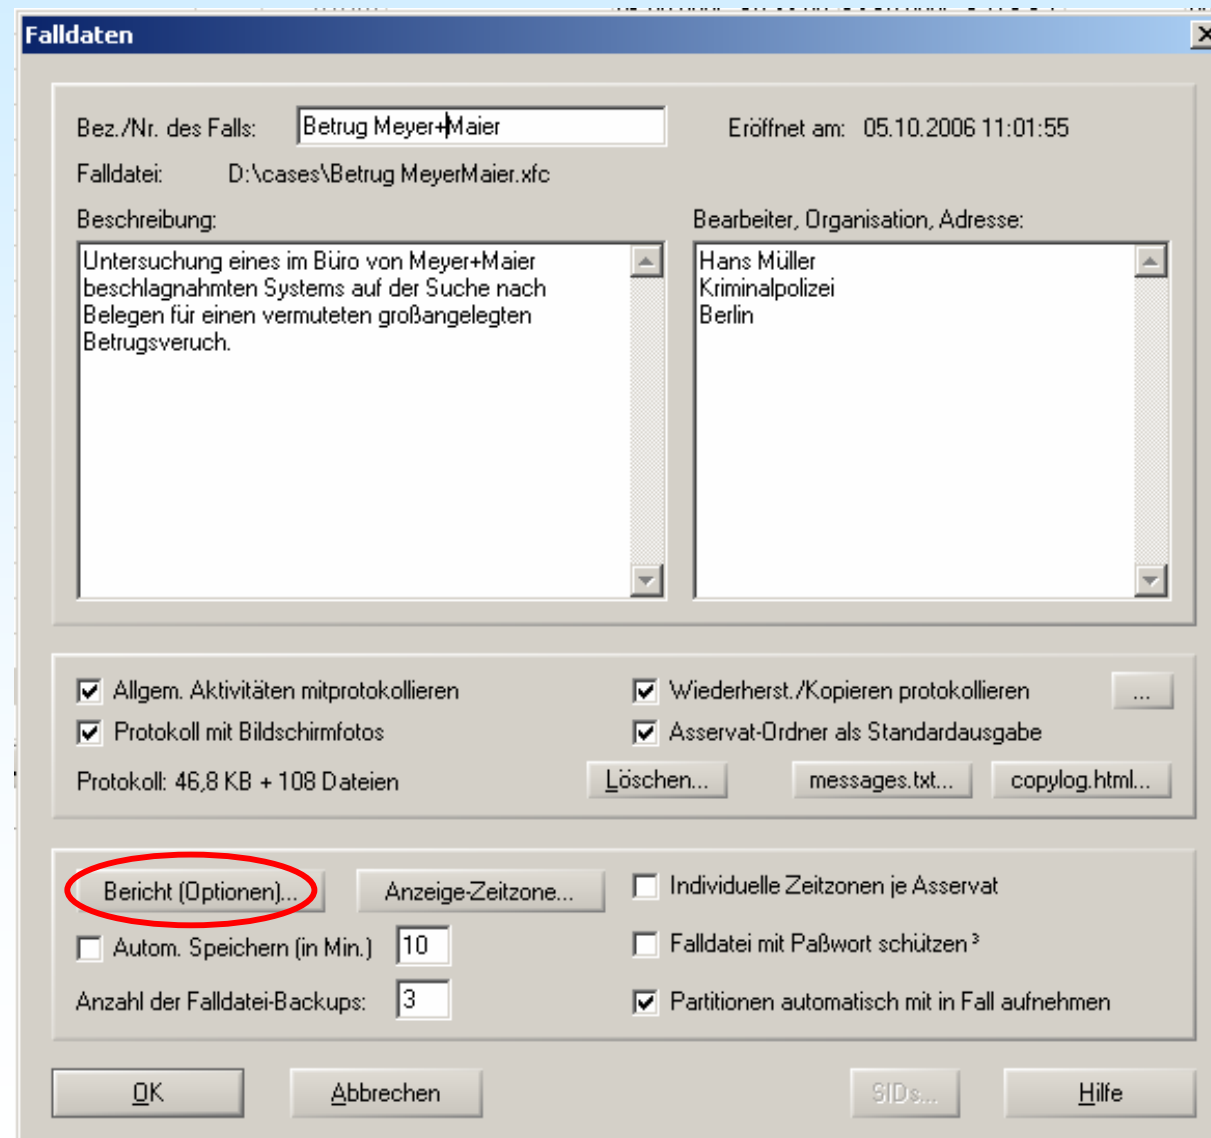 Falldaten
Bez./Nr. des Falls: Betrug Meyer+Maier Eröffnet am: 05.10.2006 11:01:55
Falldatei: D:\cases\Betrug MeyerMaier.xfc
Beschreibung:
Untersuchung eines im Büro von Meyer+Maier
beschlagnahmten Systems auf der Suche nach
Belegen für einen vermuteten großangelegten
Betrugsveruch.
Bearbeiter, Organisation, Adresse:
Hans Müller
Kriminalpolizei
Berlin
Allgem. Aktivitäten mitprotokollieren Wiederherst./Kopieren protokollieren ...
Protokoll mit Bildschirmfotos Asservat-Ordner als Standardausgabe
Protokoll: 46,8 KB + 108 Dateien Löschen... messages.txt... copylog.html...
Bericht (Optionen)... Anzeige-Zeitzone... Individuelle Zeitzonen je Asservat
Autom. Speichern (in Min.) 10 Falldatei mit Paßwort schützen ³
Anzahl der Falldatei-Backups: 3 Partitionen automatisch mit in Fall aufnehmen
OK Abbrechen SIDs... Hilfe